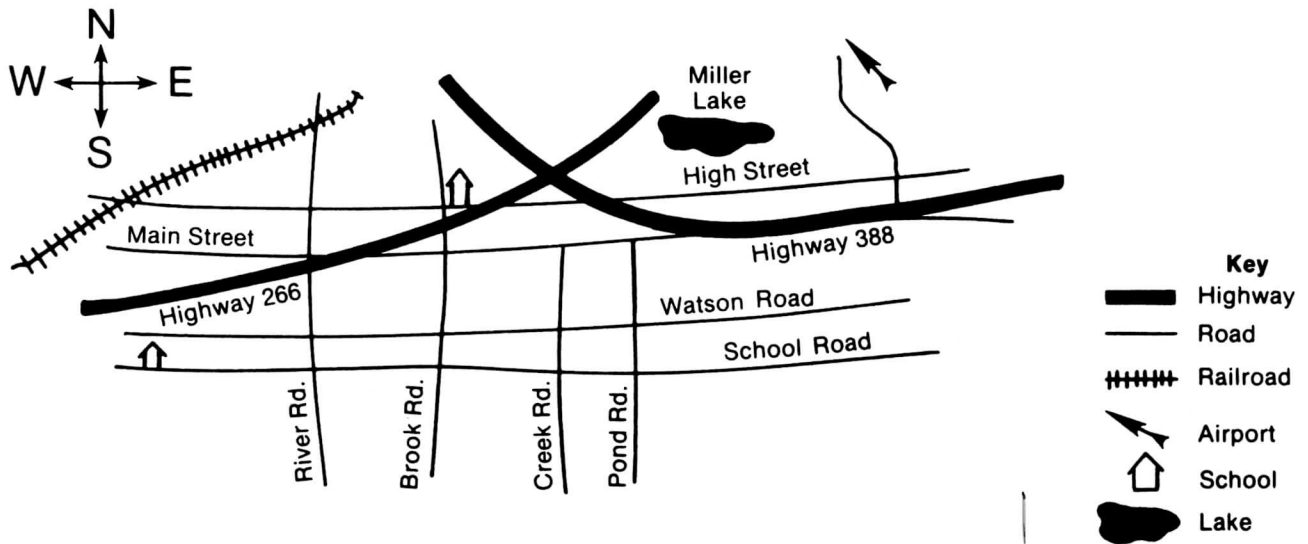 N
W E
S
Miller
Lake
High Street
Main Street
Highway 388
Highway 266
Watson Road
School Road
River Rd.
Brook Rd.
Creek Rd.
Pond Rd.
Key
Highway
Road
Railroad
Airport
School
Lake